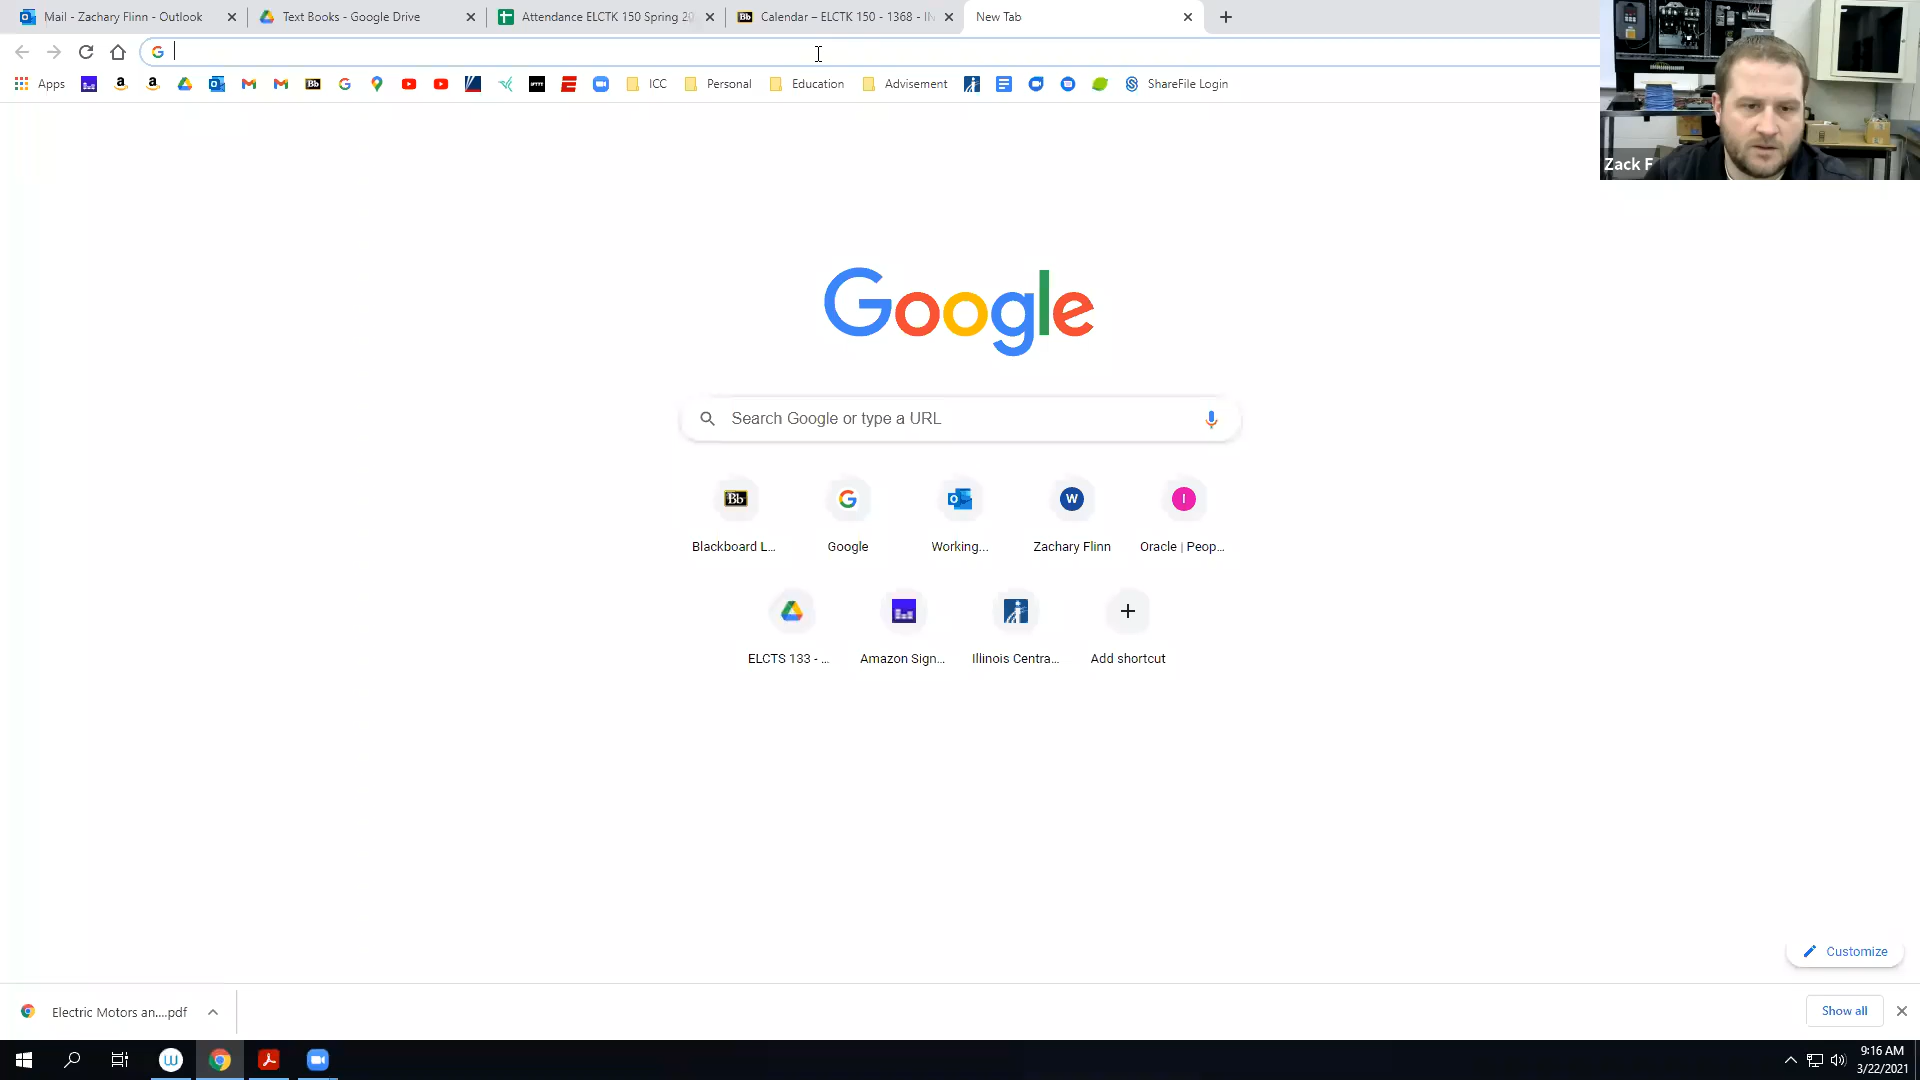 Mail - Zachary Flinn - Outlook
Text Books - Google Drive
Attendance ELCTK 150 Spring 20
Bb Calendar – ELCTK 150 - 1368 - IN
New Tab
Apps
ICC
Personal
Education
Advisement
ShareFile Login
Zack F
Google
Search Google or type a URL
Blackboard L...
Google
Working...
Zachary Flinn
Oracle | Peop...
ELCTS 133 - ...
Amazon Sign...
Illinois Centra...
Add shortcut
Customize
Electric Motors an....pdf
Show all
9:16 AM
3/22/2021